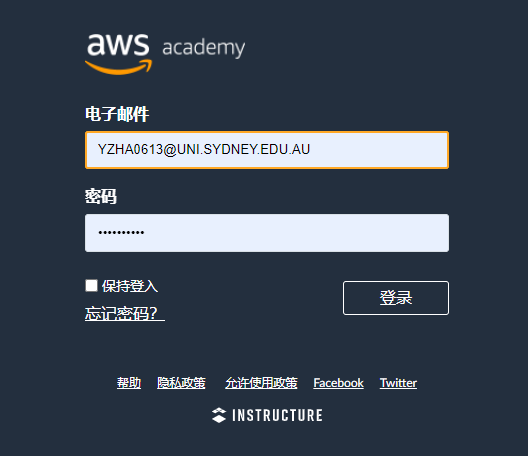 aws academy
电子邮件
YZHA0613@UNI.SYDNEY.EDU.AU
密码
••••••••••
保持登入
登录
忘记密码？
帮助 隐私政策 允许使用政策 Facebook Twitter
INSTRUCTURE